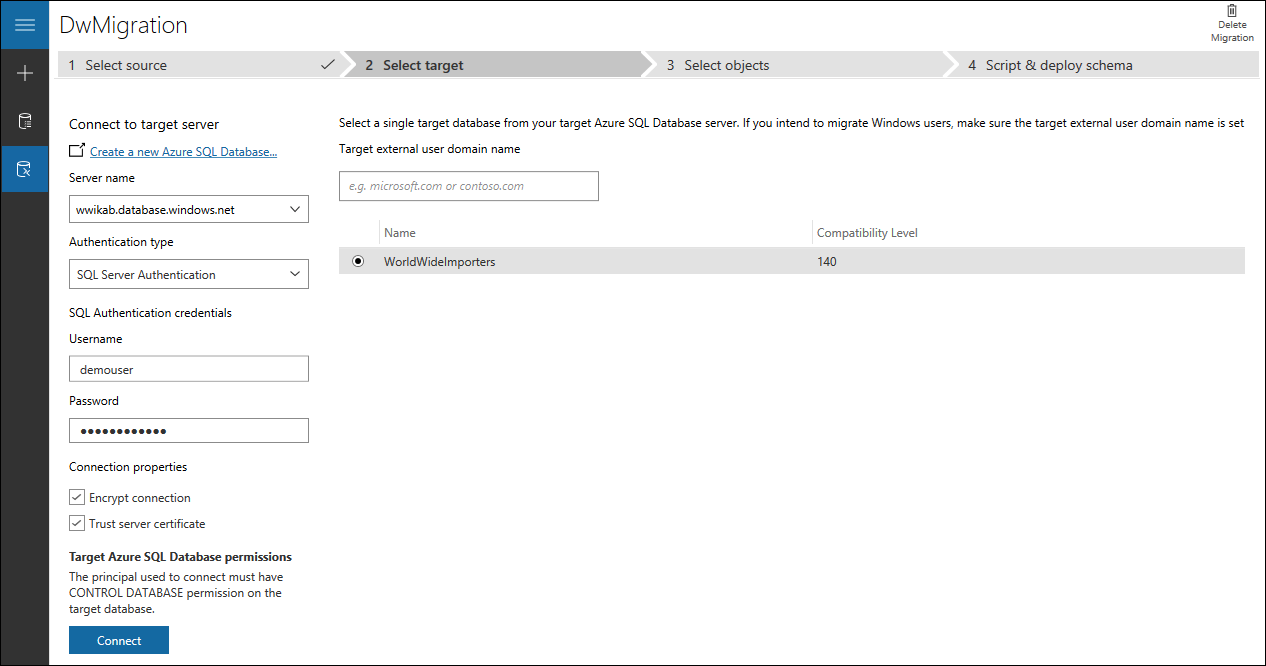 DwMigration
Delete
Migration
1 Select source
2 Select target
3 Select objects
4 Script & deploy schema
Connect to target server
Create a new Azure SQL Database...
Server name
wwikab.database.windows.net
Authentication type
SQL Server Authentication
SQL Authentication credentials
Username
demouser
Password
●●●●●●●●●●●●
Connection properties
Encrypt connection
Trust server certificate
Target Azure SQL Database permissions
The principal used to connect must have
CONTROL DATABASE permission on the
target database.
Connect
Select a single target database from your target Azure SQL Database server. If you intend to migrate Windows users, make sure the target external user domain name is set
Target external user domain name
e.g. microsoft.com or contoso.com
Name Compatibility Level
WorldWideImporters 140